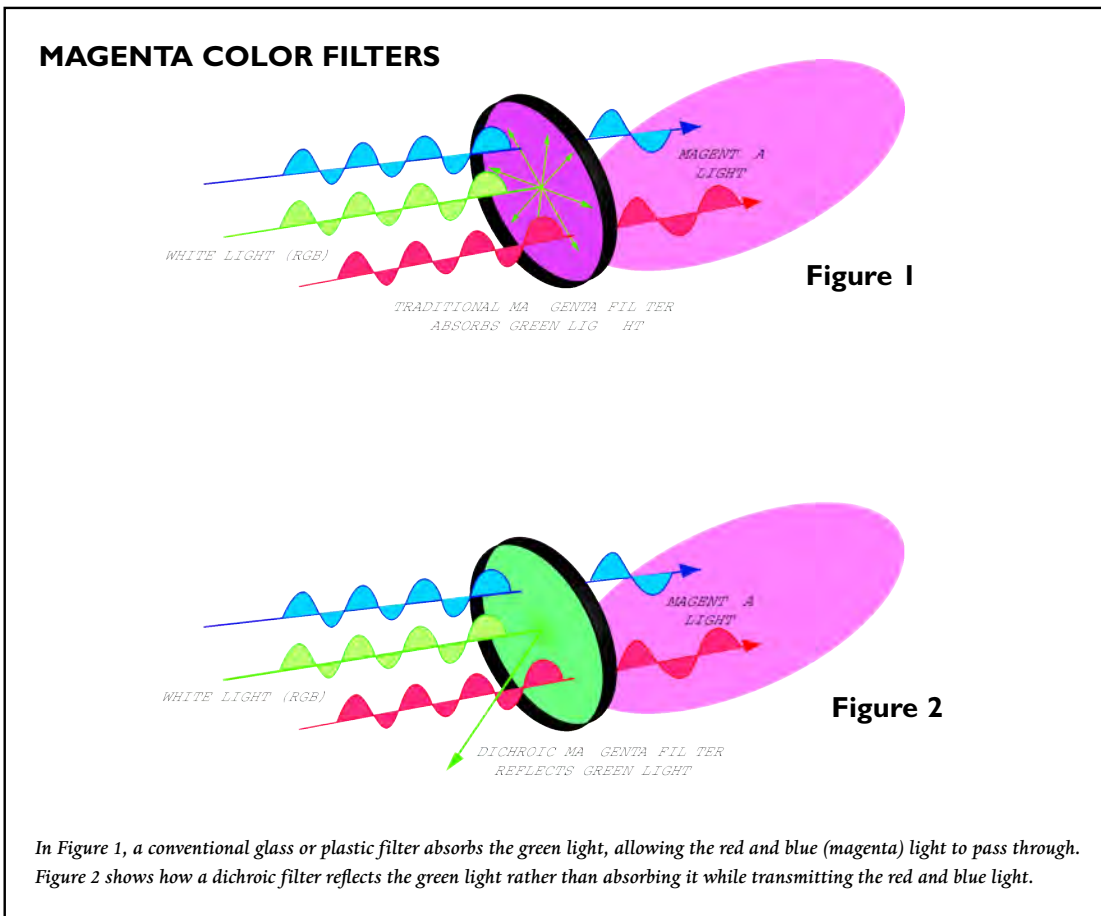 MAGENTA COLOR FILTERS
MAGENT A
LIGHT
WHITE LIGHT (RGB)
Figure 1
TRADITIONAL MA GENTA FIL TER
ABSORBS GREEN LIG HT
MAGENT A
LIGHT
WHITE LIGHT (RGB)
Figure 2
DICHROIC MA GENTA FIL TER
REFLECTS GREEN LIGHT
In Figure 1, a conventional glass or plastic filter absorbs the green light, allowing the red and blue (magenta) light to pass through.
Figure 2 shows how a dichroic filter reflects the green light rather than absorbing it while transmitting the red and blue light.